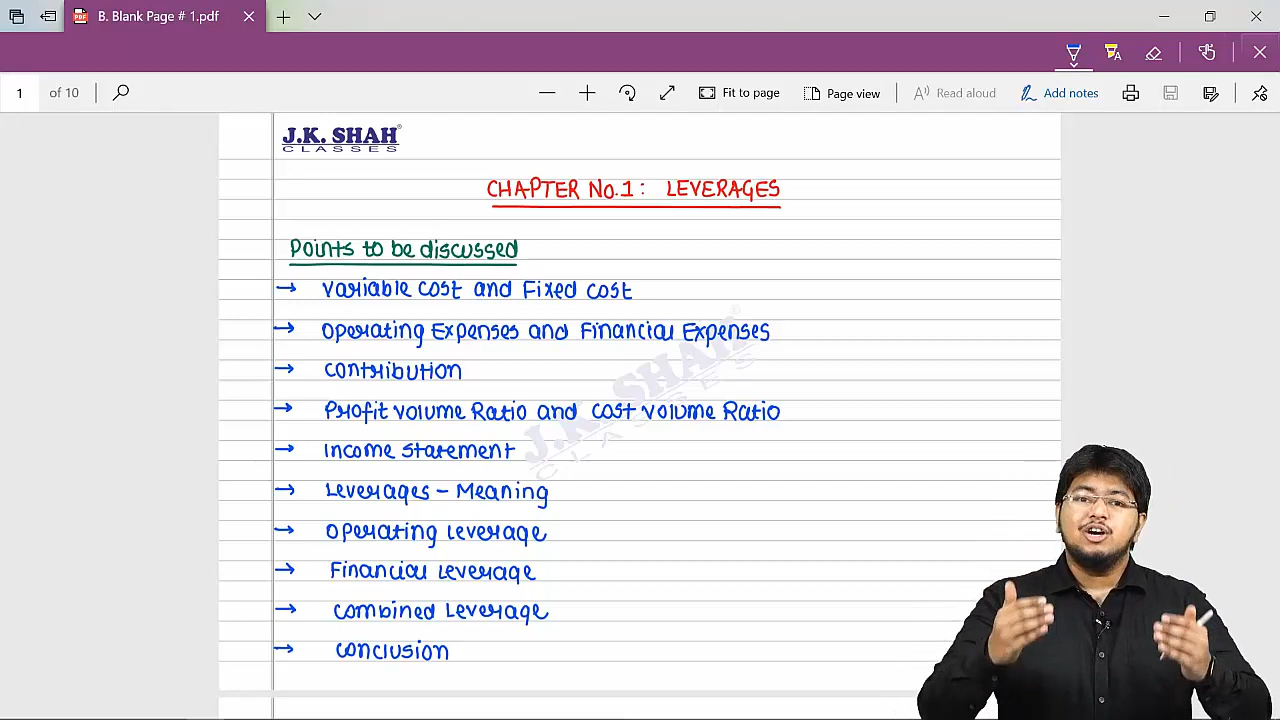 B. Blank Page # 1.pdf
1 of 10
Fit to page
Page view
Read aloud
Add notes
J.K. SHAH®
CLASSES
CHAPTER No.1: LEVERAGES
Points to be discussed
→ Variable cost and Fixed cost
→ Operating Expenses and Financial Expenses
→ Contribution
→ Profit volume Ratio and cost volume Ratio
→ Income statement
→ Leverages - Meaning
→ Operating leverage
→ Financial leverage
→ Combined Leverage
→ Conclusion
J.K. SHAH
CLASSES